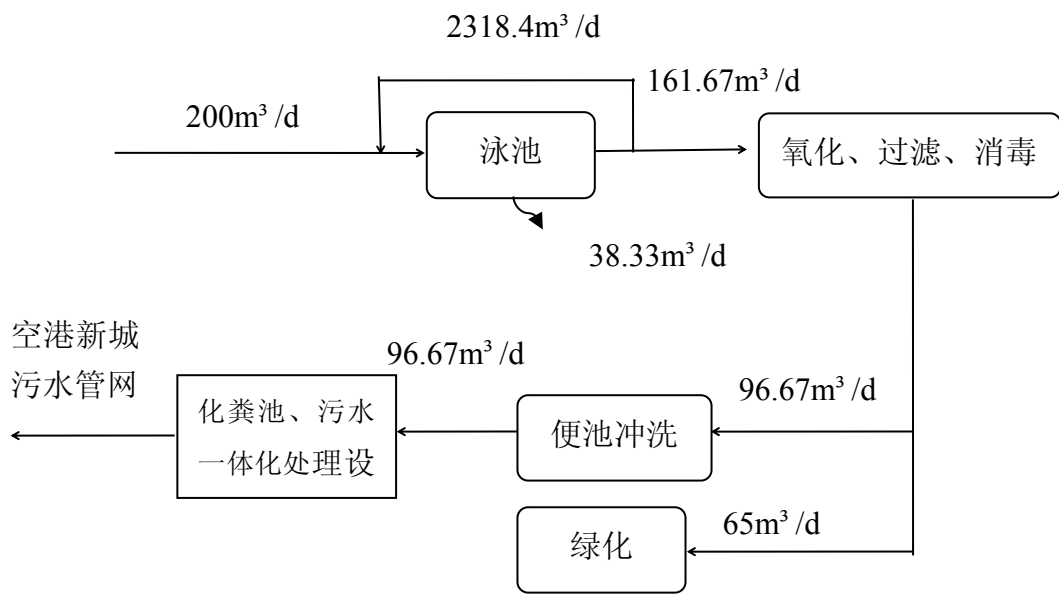 2318.4m³ /d
161.67m³ /d
200m³ /d
泳池
氧化、过滤、消毒
38.33m³ /d
空港新城
污水管网
96.67m³ /d
96.67m³ /d
化粪池、污水
一体化处理设
便池冲洗
65m³ /d
绿化